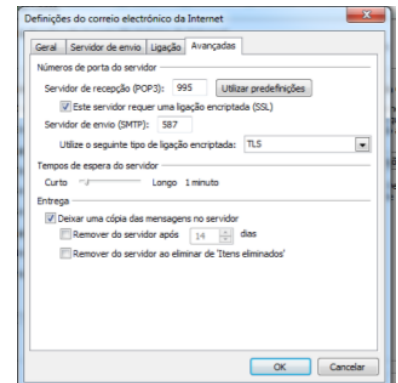 Definições do correio electrónico da Internet
Geral Servidor de envio Ligação Avançadas
Números de porta do servidor
Servidor de recepção (POP3): 995 Utilizar predefinições
Este servidor requer uma ligação encriptada (SSL)
Servidor de envio (SMTP): 587
Utilize o seguinte tipo de ligação encriptada: TLS
Tempos de espera do servidor
Curto Longo 1 minuto
Entrega
Deixar uma cópia das mensagens no servidor
Remover do servidor após 14 dias
Remover do servidor ao eliminar de 'Itens eliminados'
OK Cancelar